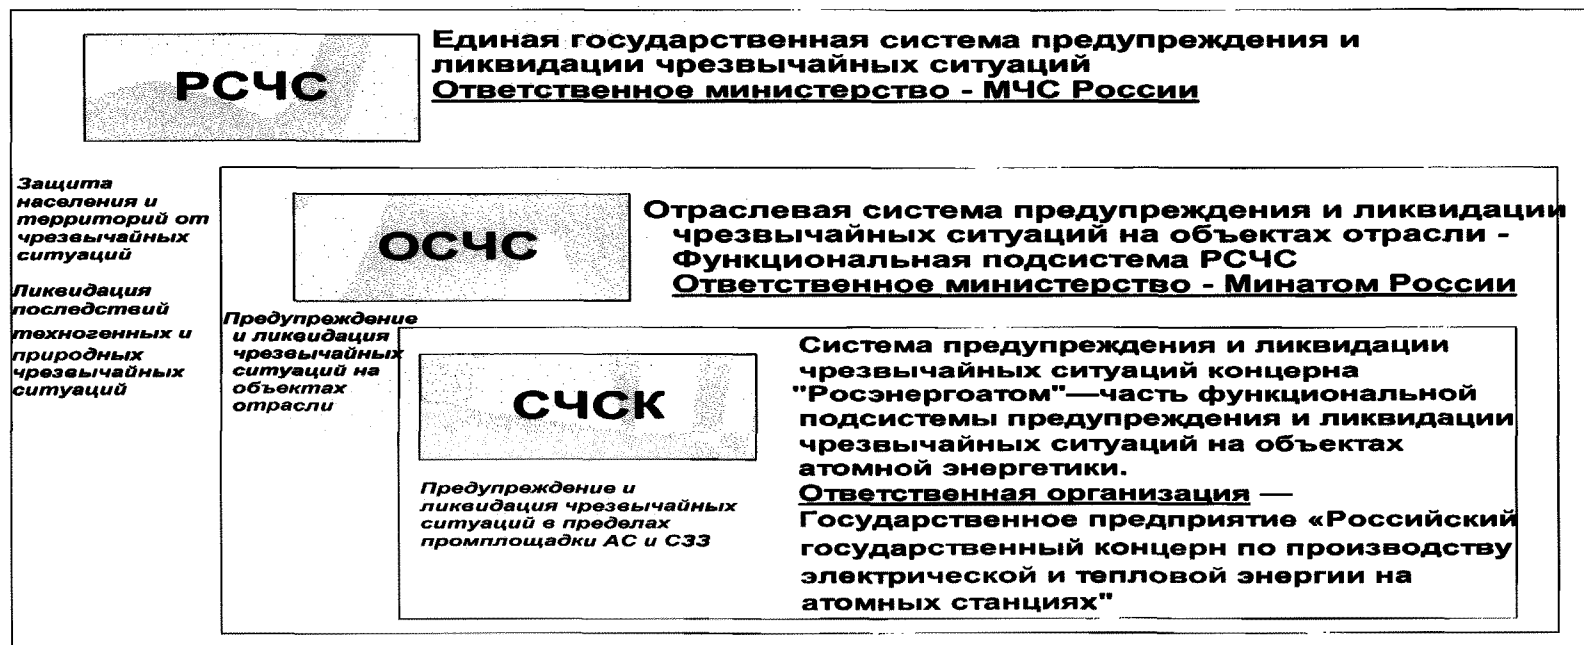 РСЧС
Единая государственная система предупреждения и
ликвидации чрезвычайных ситуаций
Ответственное министерство - МЧС России
Защита
населения и
территорий от
чрезвычайных
ситуаций
Ликвидация
последствий
техногенных и
природных
чрезвычайных
ситуаций
ОСЧС
Отраслевая система предупреждения и ликвидации
чрезвычайных ситуаций на объектах отрасли -
Функциональная подсистема РСЧС
Ответственное министерство - Минатом России
Предупреждение
и ликвидация
чрезвычайных
ситуаций на
объектах
отрасли
СЧСК
Система предупреждения и ликвидации
чрезвычайных ситуаций концерна
"Росэнергоатом"—часть функциональной
подсистемы предупреждения и ликвидации
чрезвычайных ситуаций на объектах
атомной энергетики.
Ответственная организация —
Государственное предприятие «Российский
государственный концерн по производству
электрической и тепловой энергии на
атомных станциях"
Предупреждение и
ликвидация чрезвычайных
ситуаций в пределах
промплощадки АС и СЗЗ